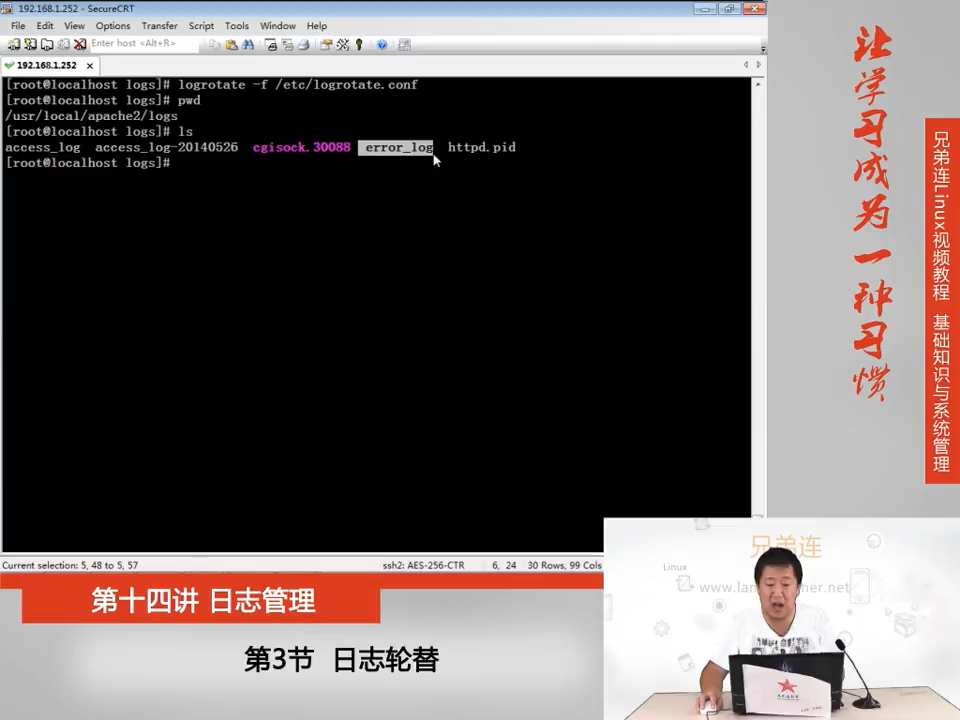 192.168.1.252 - SecureCRT
File Edit View Options Transfer Script Tools Window Help
Enter host <Alt+R>
192.168.1.252
[root@localhost logs]# logrotate -f /etc/logrotate.conf
[root@localhost logs]# pwd
/usr/local/apache2/logs
[root@localhost logs]# ls
access_log access_log-20140526 cgisock.30088 error_log httpd.pid
[root@localhost logs]#
Current selection: 5, 48 to 5, 57 ssh2: AES-256-CTR 6, 24 30 Rows, 99 Cols
让学习成为一种习惯
兄弟连Linux视频教程 基础知识与系统管理
兄弟连
Linux
第十四讲 日志管理
第3节 日志轮替